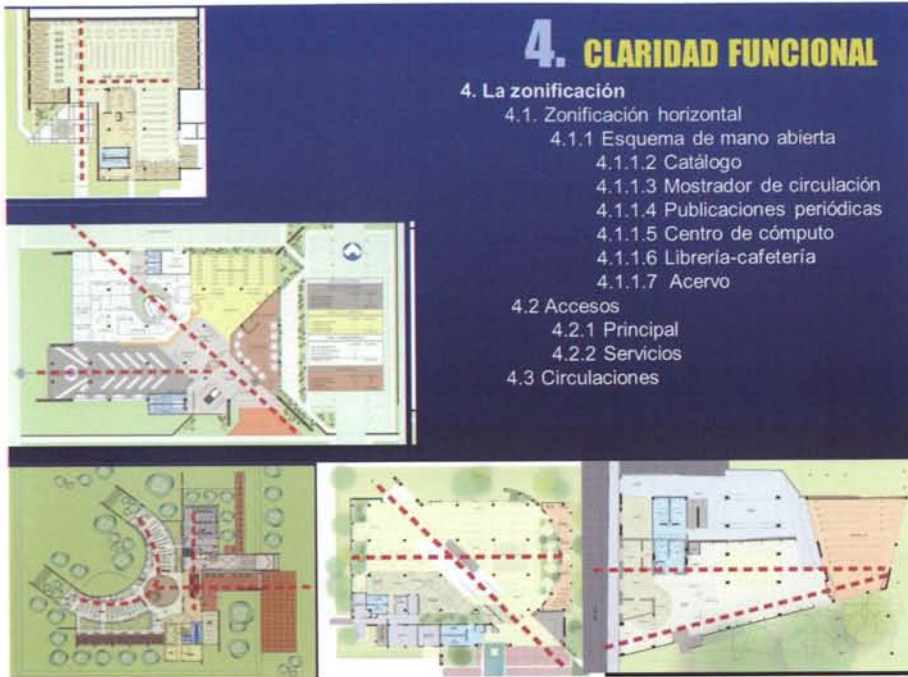 4. CLARIDAD FUNCIONAL
4. La zonificación
4.1. Zonificación horizontal
4.1.1 Esquema de mano abierta
4.1.1.2 Catálogo
4.1.1.3 Mostrador de circulación
4.1.1.4 Publicaciones periódicas
4.1.1.5 Centro de cómputo
4.1.1.6 Librería-cafetería
4.1.1.7 Acervo
4.2 Accesos
4.2.1 Principal
4.2.2 Servicios
4.3 Circulaciones